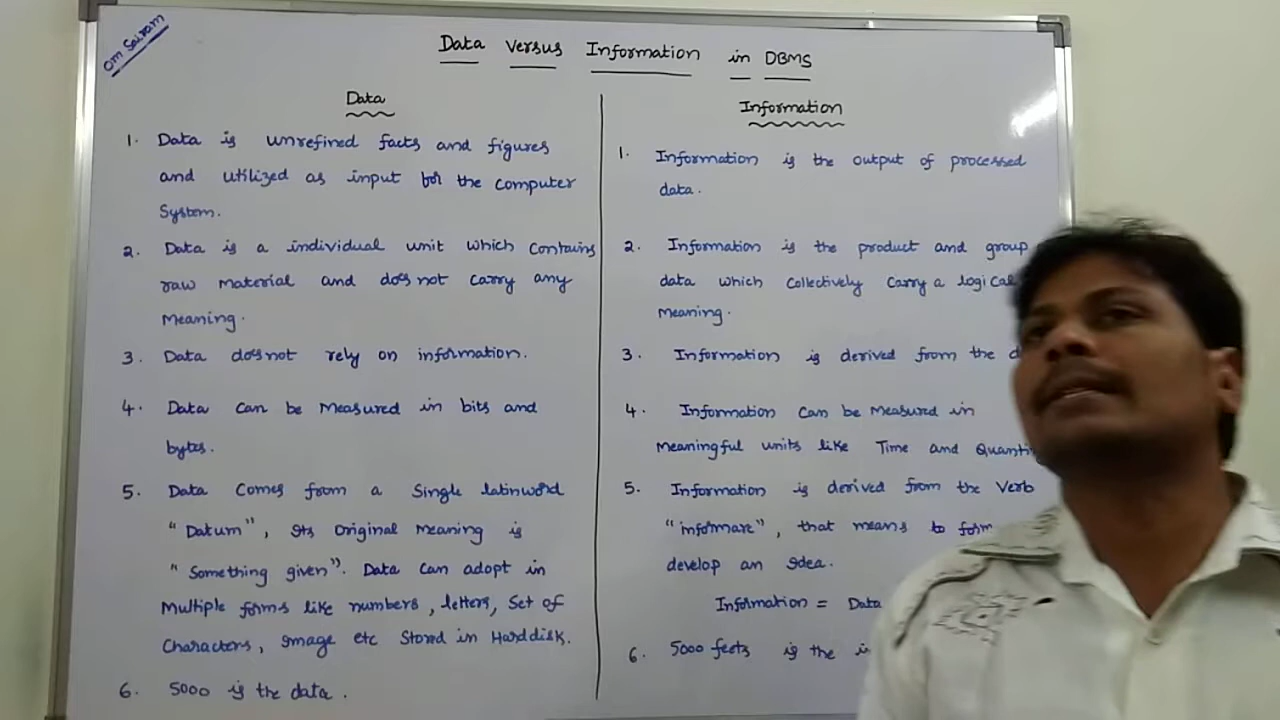 Om Sairam
Data Versus Information in DBMS
Data
1. Data is unrefined facts and figures
and utilized as input for the computer
System.
2. Data is a individual unit which contains
raw material and does not carry any
Meaning.
3. Data does not rely on information.
4. Data can be Measured in bits and
bytes.
5. Data Comes from a Single latinword
"Datum", Its Original Meaning is
"Something given". Data can adopt in
Multiple forms like numbers, letters, Set of
Characters, Image etc Stored in Harddisk.
6. 5000 is the data.
Information
1. Information is the output of processed
data.
2. Information is the product and group
data which collectively carry a logical
Meaning.
3. Information is derived from the
4. Information can be Measured in
Meaningful units like Time and
5. Information is derived from the Verb
"informare", that means to form
develop an Idea.
Information = Data
6. 5000 feets is the